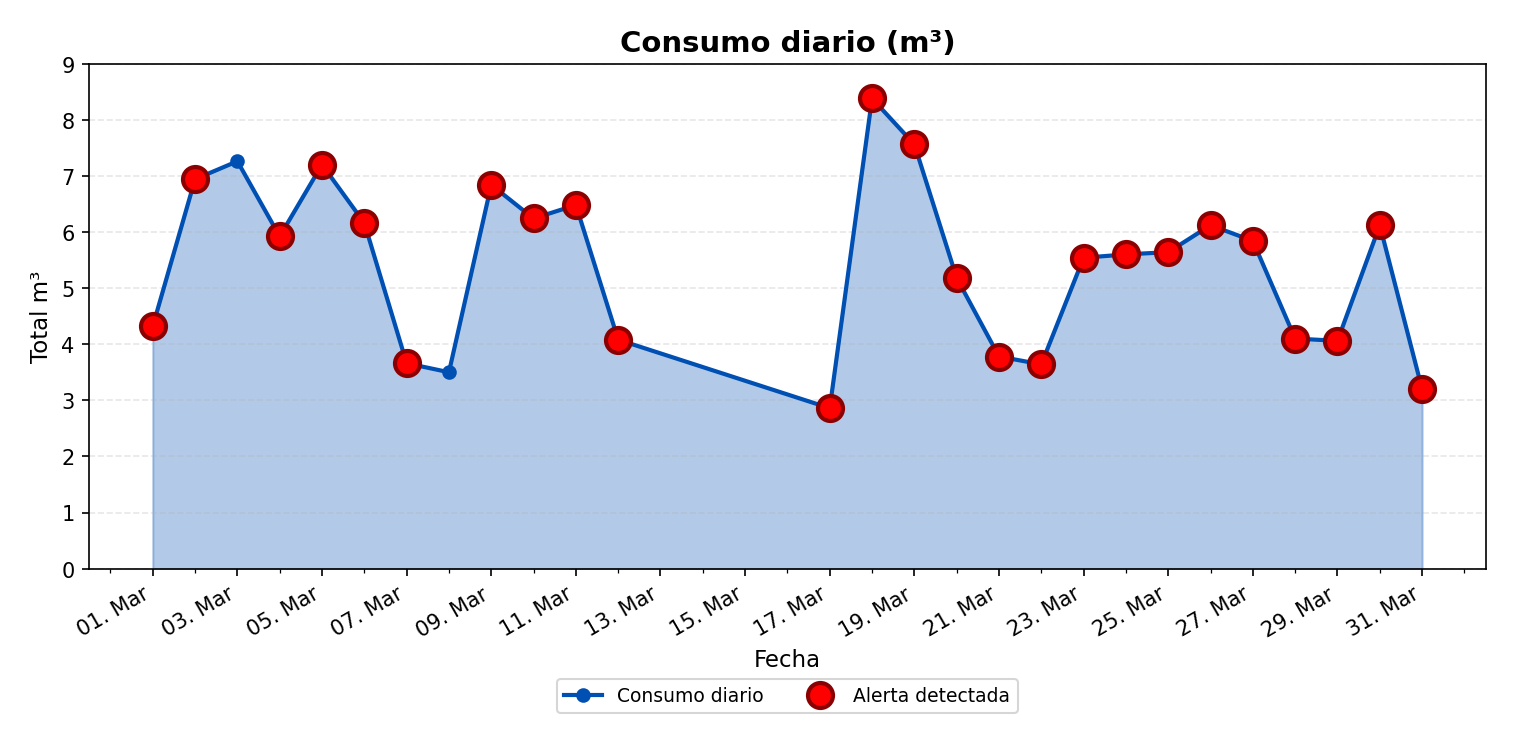 Consumo diario (m³)
Total m³
9
8
7
6
5
4
3
2
1
0
01. Mar
03. Mar
05. Mar
07. Mar
09. Mar
11. Mar
13. Mar
15. Mar
17. Mar
19. Mar
21. Mar
23. Mar
25. Mar
27. Mar
29. Mar
31. Mar
Fecha
Consumo diario
Alerta detectada